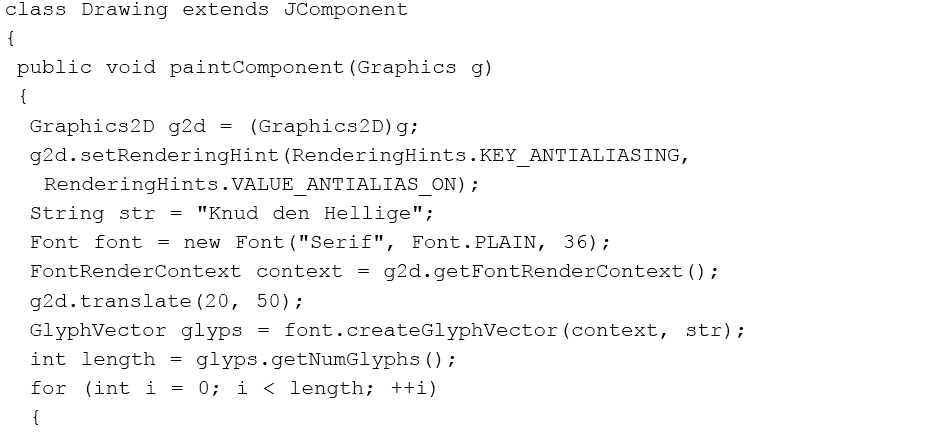 class Drawing extends JComponent
{
public void paintComponent(Graphics g)
{
Graphics2D g2d = (Graphics2D)g;
g2d.setRenderingHint(RenderingHints.KEY_ANTIALIASING,
RenderingHints.VALUE_ANTIALIAS_ON);
String str = "Knud den Hellige";
Font font = new Font("Serif", Font.PLAIN, 36);
FontRenderContext context = g2d.getFontRenderContext();
g2d.translate(20, 50);
GlyphVector glyps = font.createGlyphVector(context, str);
int length = glyps.getNumGlyphs();
for (int i = 0; i < length; ++i)
{